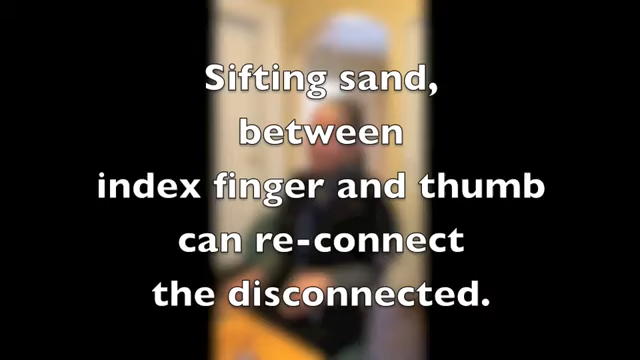 Sifting sand,
between
index finger and thumb
can re-connect
the disconnected.